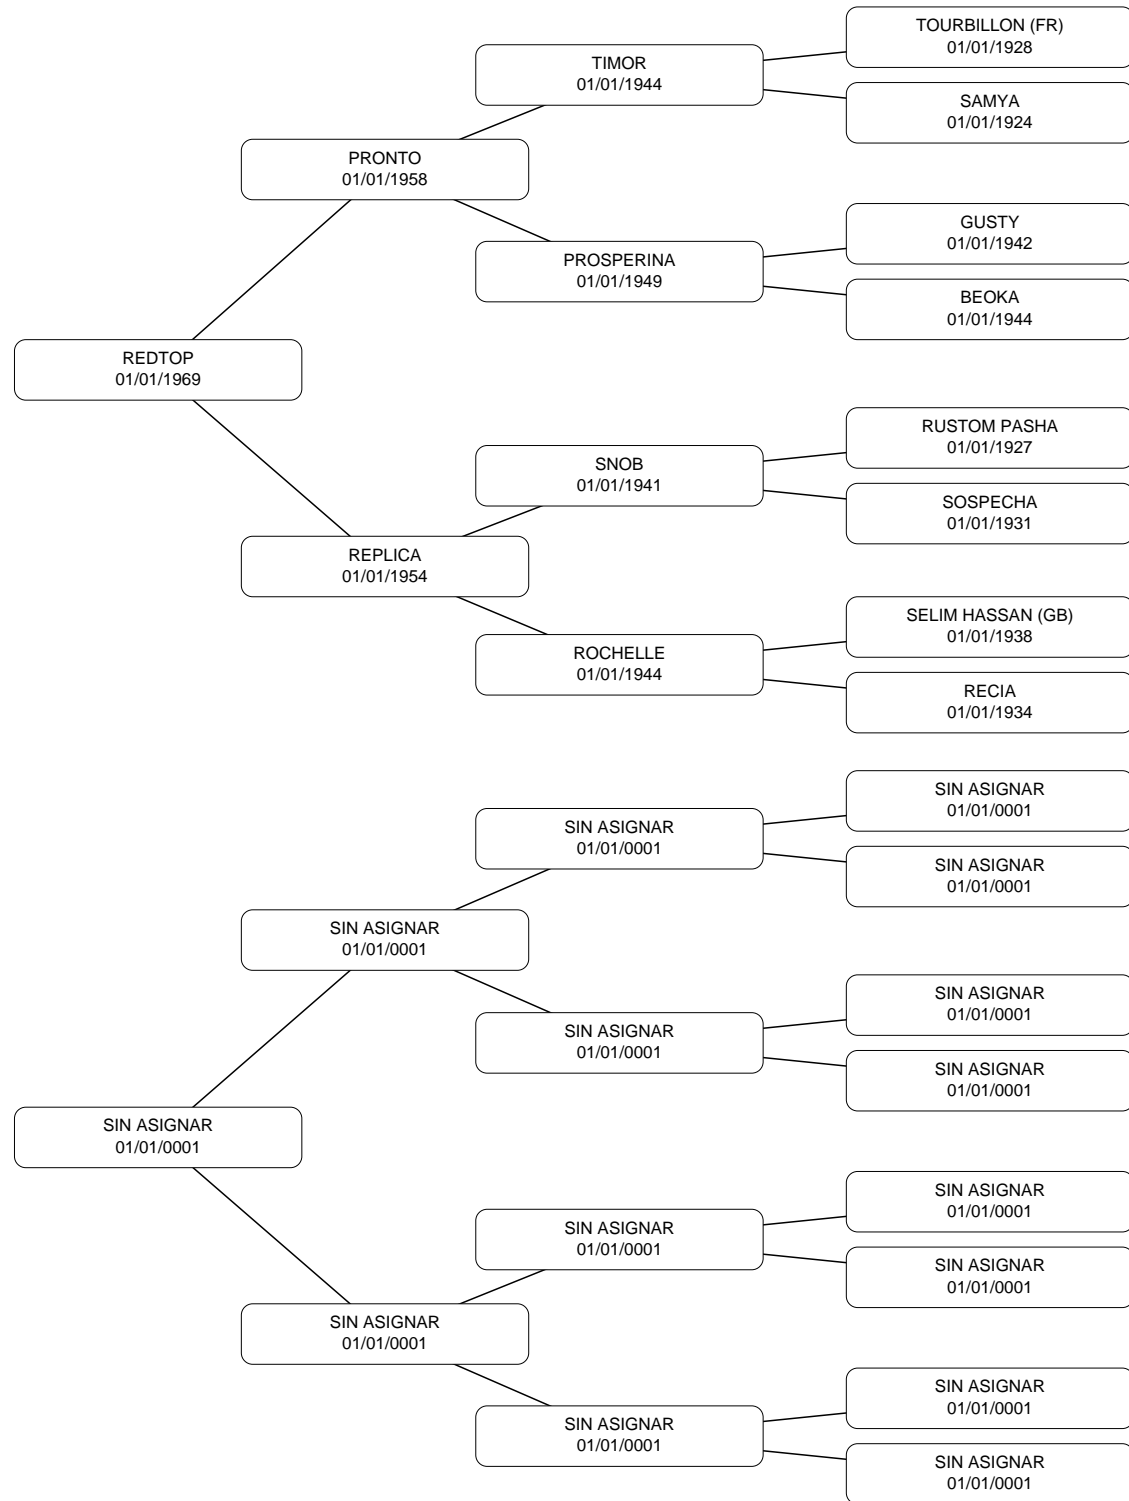 TOURBILLON (FR)
01/01/1928
TIMOR
01/01/1944
SAMYA
01/01/1924
PRONTO
01/01/1958
GUSTY
01/01/1942
PROSPERINA
01/01/1949
BEOKA
01/01/1944
REDTOP
01/01/1969
RUSTOM PASHA
01/01/1927
SNOB
01/01/1941
SOSPECHA
01/01/1931
REPLICA
01/01/1954
SELIM HASSAN (GB)
01/01/1938
ROCHELLE
01/01/1944
RECIA
01/01/1934
SIN ASIGNAR
01/01/0001
SIN ASIGNAR
01/01/0001
SIN ASIGNAR
01/01/0001
SIN ASIGNAR
01/01/0001
SIN ASIGNAR
01/01/0001
SIN ASIGNAR
01/01/0001
SIN ASIGNAR
01/01/0001
SIN ASIGNAR
01/01/0001
SIN ASIGNAR
01/01/0001
SIN ASIGNAR
01/01/0001
SIN ASIGNAR
01/01/0001
SIN ASIGNAR
01/01/0001
SIN ASIGNAR
01/01/0001
SIN ASIGNAR
01/01/0001
SIN ASIGNAR
01/01/0001